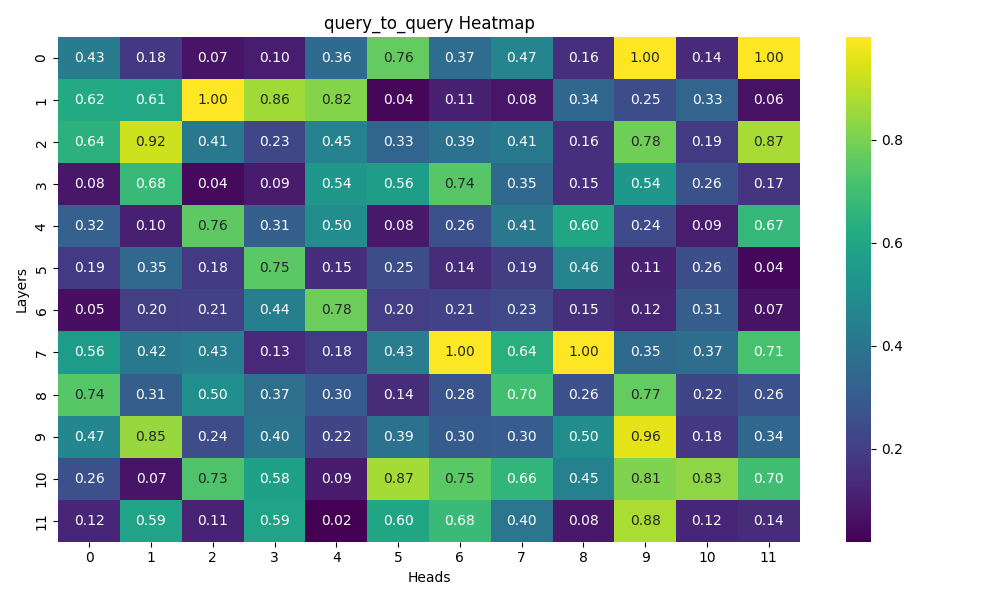 query_to_query Heatmap
0 0.43 0.18 0.07 0.10 0.36 0.76 0.37 0.47 0.16 1.00 0.14 1.00
1 0.62 0.61 1.00 0.86 0.82 0.04 0.11 0.08 0.34 0.25 0.33 0.06
2 0.64 0.92 0.41 0.23 0.45 0.33 0.39 0.41 0.16 0.78 0.19 0.87
3 0.08 0.68 0.04 0.09 0.54 0.56 0.74 0.35 0.15 0.54 0.26 0.17
4 0.32 0.10 0.76 0.31 0.50 0.08 0.26 0.41 0.60 0.24 0.09 0.67
5 0.19 0.35 0.18 0.75 0.15 0.25 0.14 0.19 0.46 0.11 0.26 0.04
6 0.05 0.20 0.21 0.44 0.78 0.20 0.21 0.23 0.15 0.12 0.31 0.07
7 0.56 0.42 0.43 0.13 0.18 0.43 1.00 0.64 1.00 0.35 0.37 0.71
8 0.74 0.31 0.50 0.37 0.30 0.14 0.28 0.70 0.26 0.77 0.22 0.26
9 0.47 0.85 0.24 0.40 0.22 0.39 0.30 0.30 0.50 0.96 0.18 0.34
10 0.26 0.07 0.73 0.58 0.09 0.87 0.75 0.66 0.45 0.81 0.83 0.70
11 0.12 0.59 0.11 0.59 0.02 0.60 0.68 0.40 0.08 0.88 0.12 0.14
0 1 2 3 4 5 6 7 8 9 10 11
Heads
Layers
0.8
0.6
0.4
0.2